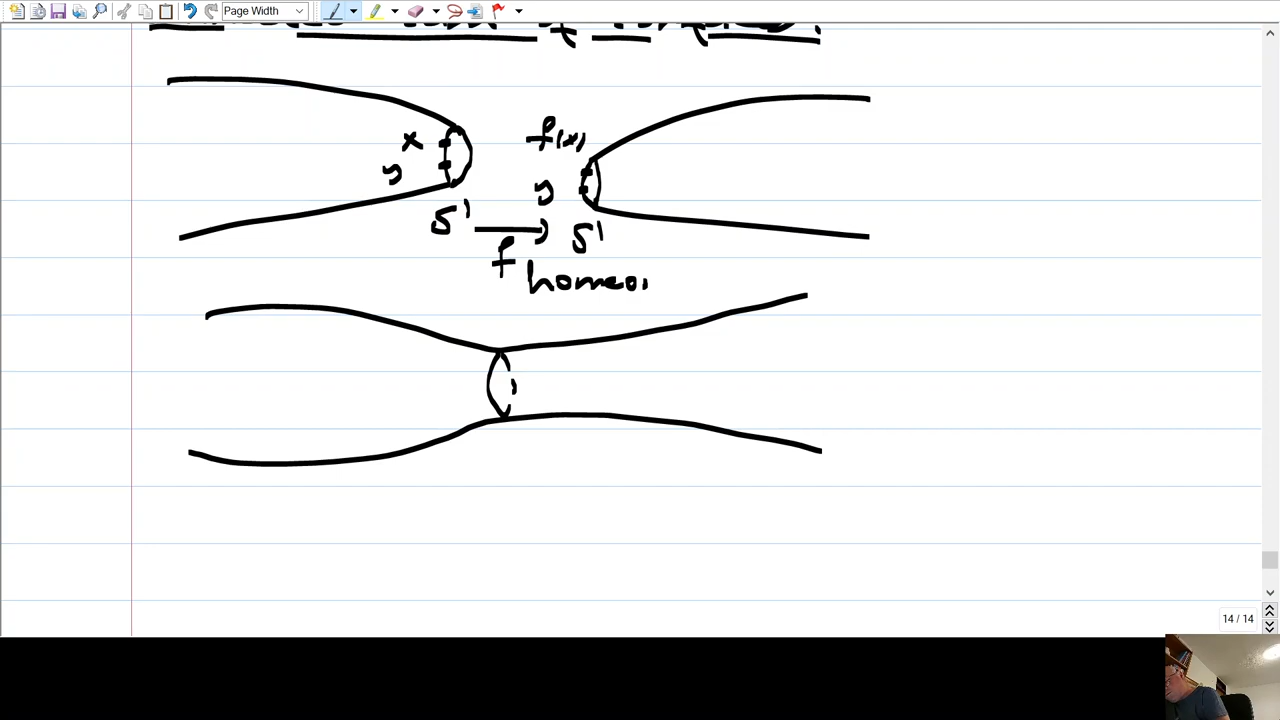 Page Width
x f(x)
y y
S¹ S¹
f
homeo.
14 / 14